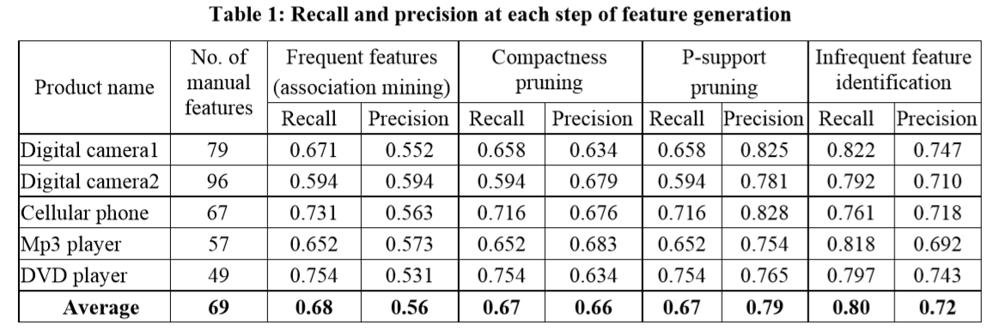 Table 1: Recall and precision at each step of feature generation
Product name No. of manual features Frequent features (association mining) Compactness pruning P-support pruning Infrequent feature identification
Recall Precision Recall Precision Recall Precision Recall Precision
Digital camera1 79 0.671 0.552 0.658 0.634 0.658 0.825 0.822 0.747
Digital camera2 96 0.594 0.594 0.594 0.679 0.594 0.781 0.792 0.710
Cellular phone 67 0.731 0.563 0.716 0.676 0.716 0.828 0.761 0.718
Mp3 player 57 0.652 0.573 0.652 0.683 0.652 0.754 0.818 0.692
DVD player 49 0.754 0.531 0.754 0.634 0.754 0.765 0.797 0.743
Average 69 0.68 0.56 0.67 0.66 0.67 0.79 0.80 0.72